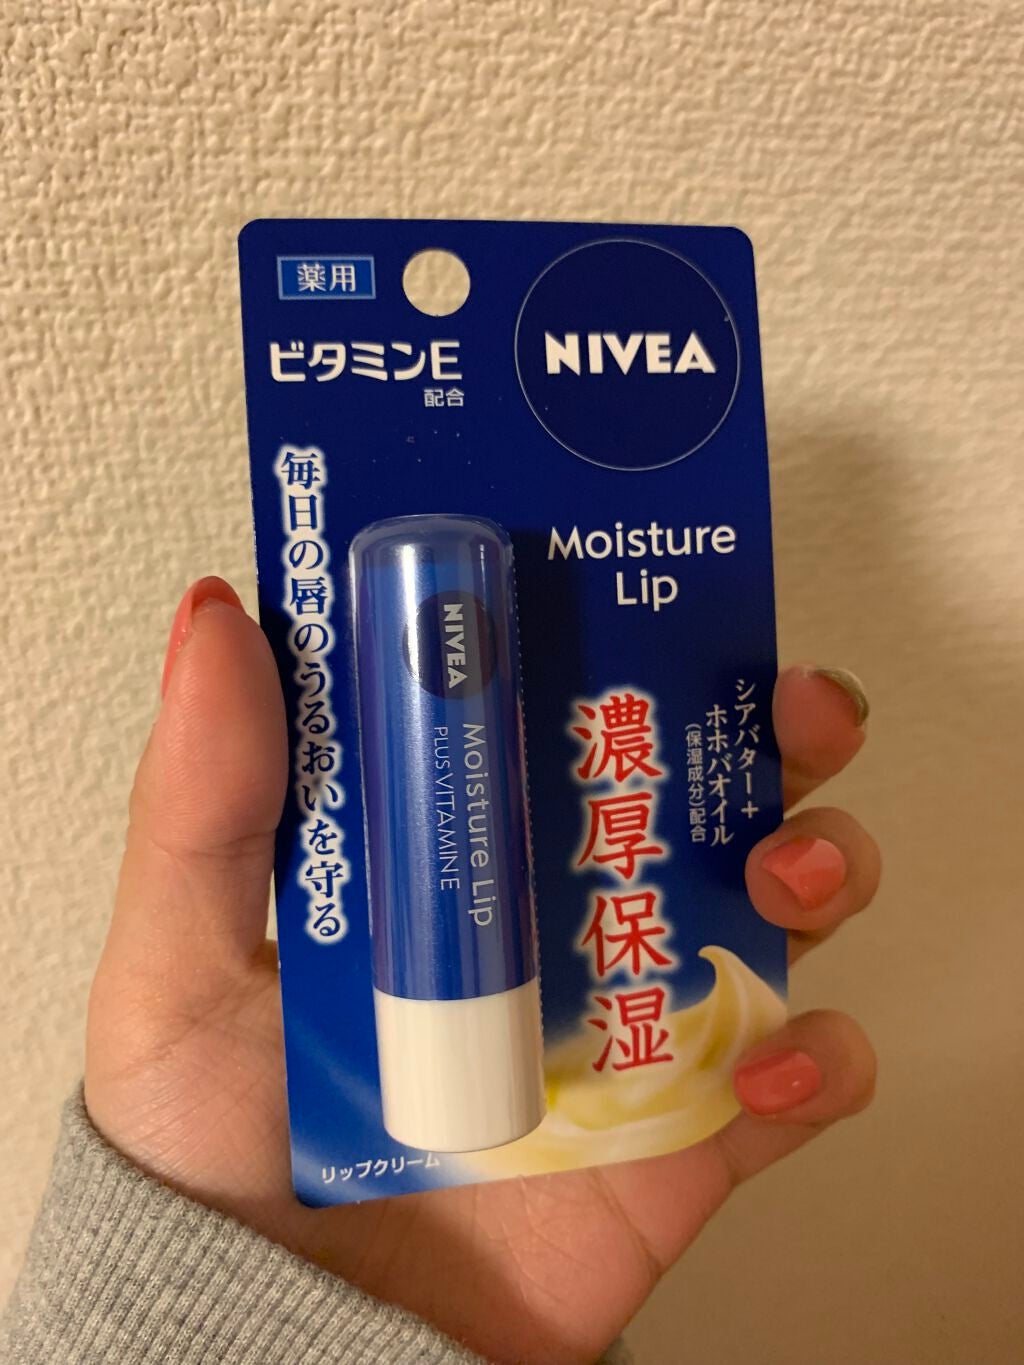 薬用
ビタミンE
配合
NIVEA
毎日の唇のうるおいを守る
Moisture
Lip
シアバター+
ホホバオイル
(保湿成分)配合
濃厚保湿
NIVEA
Moisture Lip
PLUS VITAMIN E
リップクリーム